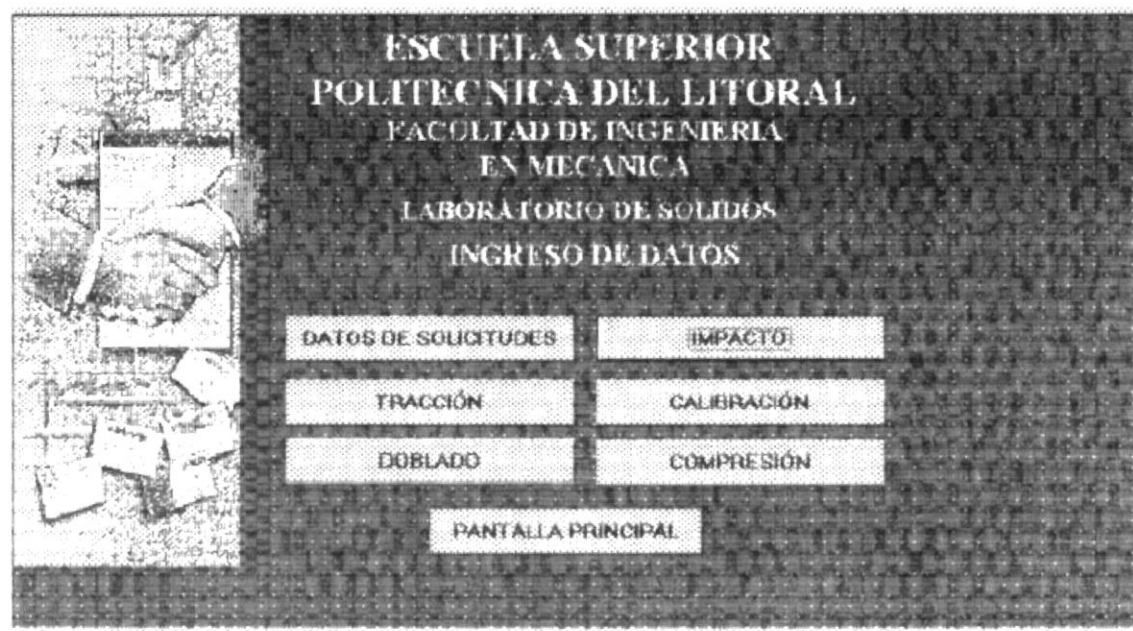 ESCUELA SUPERIOR
POLITECNICA DEL LITORAL
FACULTAD DE INGENIERIA
EN MECANICA
LABORATORIO DE SOLIDOS
INGRESO DE DATOS
DATOS DE SOLICITUDES
IMPACTO
TRACCIÓN
CALIBRACIÓN
DOBLADO
COMPRESIÓN
PANTALLA PRINCIPAL